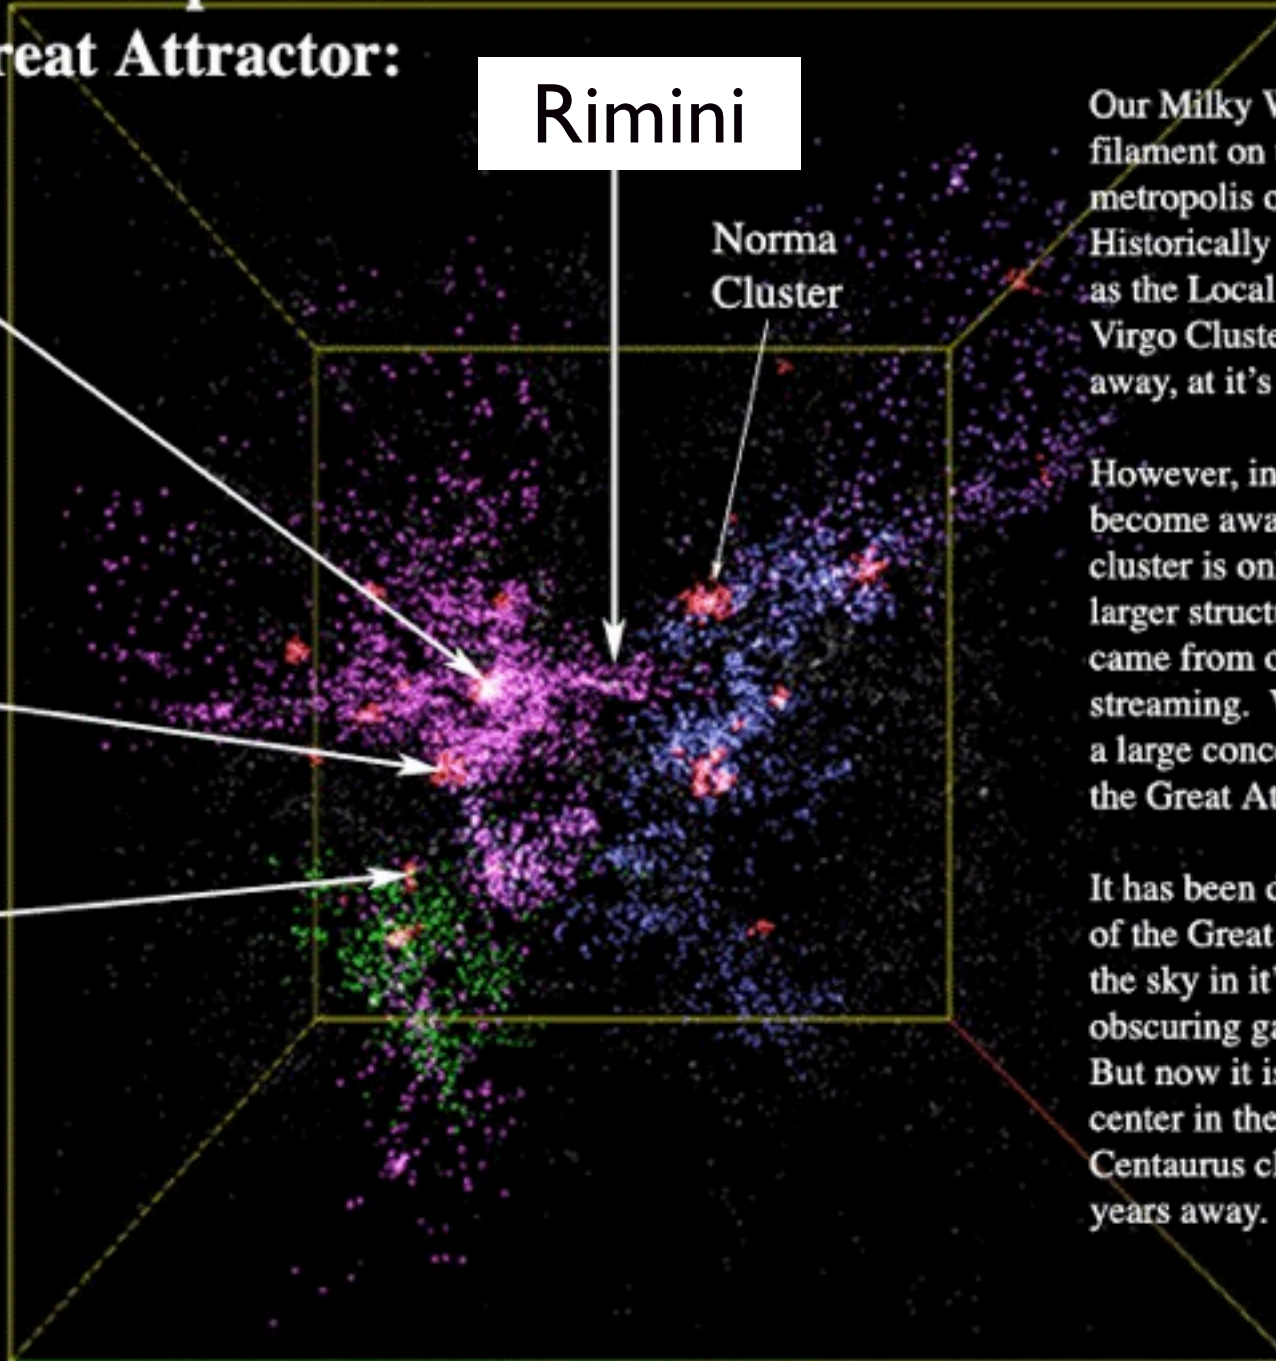 reat Attractor:
Rimini
Norma
Cluster
Our Milky W
filament on
metropolis o
Historically
as the Local
Virgo Cluste
away, at it's
However, in
become awa
cluster is on
larger struct
came from o
streaming. V
a large conc
the Great At
It has been d
of the Great
the sky in it'
obscuring ga
But now it is
center in the
Centaurus cl
years away.